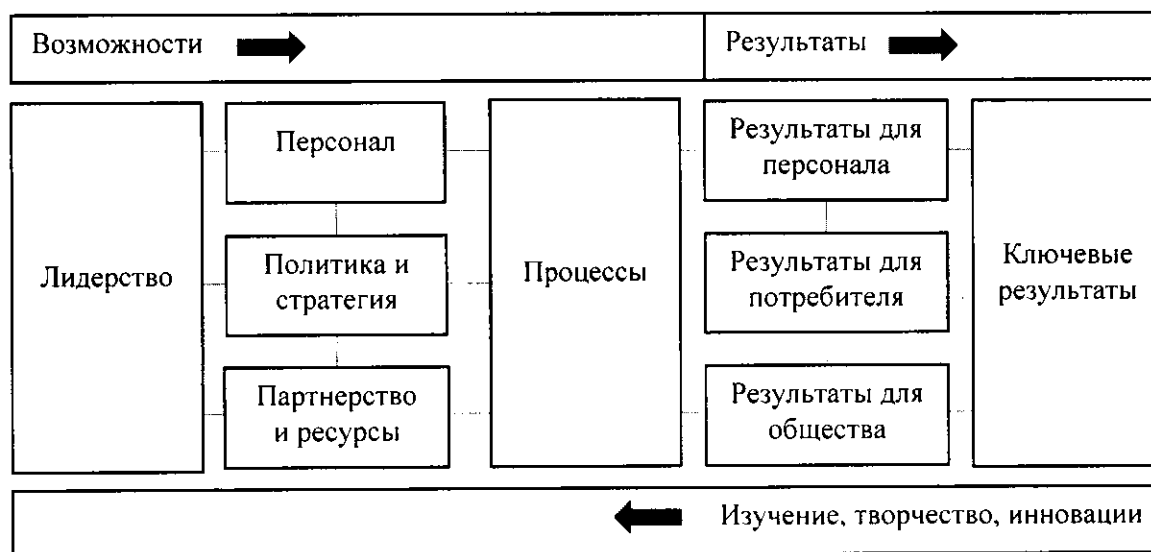 Возможности
Результаты
Лидерство
Персонал
Политика и
стратегия
Партнерство
и ресурсы
Процессы
Результаты для
персонала
Результаты для
потребителя
Результаты для
общества
Ключевые
результаты
Изучение, творчество, инновации